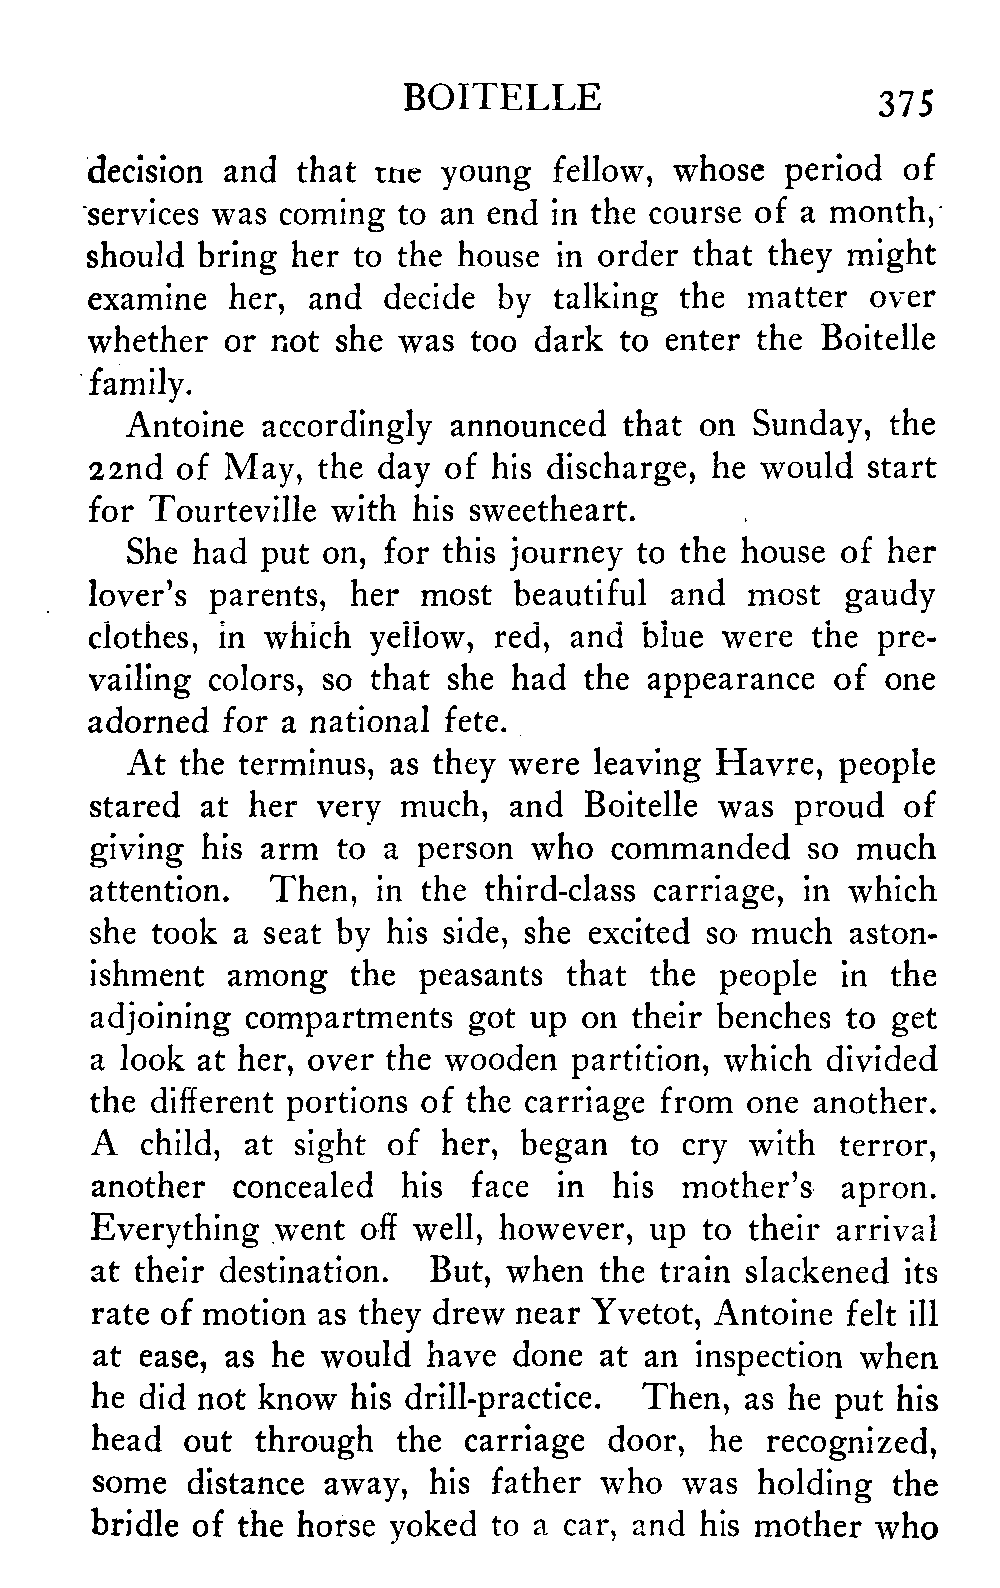 BOITELLE 375
decision and that the young fellow, whose period of
services was coming to an end in the course of a month,
should bring her to the house in order that they might
examine her, and decide by talking the matter over
whether or not she was too dark to enter the Boitelle
family.
Antoine accordingly announced that on Sunday, the
22nd of May, the day of his discharge, he would start
for Tourteville with his sweetheart.
She had put on, for this journey to the house of her
lover's parents, her most beautiful and most gaudy
clothes, in which yellow, red, and blue were the pre-
vailing colors, so that she had the appearance of one
adorned for a national fete.
At the terminus, as they were leaving Havre, people
stared at her very much, and Boitelle was proud of
giving his arm to a person who commanded so much
attention. Then, in the third-class carriage, in which
she took a seat by his side, she excited so much aston-
ishment among the peasants that the people in the
adjoining compartments got up on their benches to get
a look at her, over the wooden partition, which divided
the different portions of the carriage from one another.
A child, at sight of her, began to cry with terror,
another concealed his face in his mother's apron.
Everything went off well, however, up to their arrival
at their destination. But, when the train slackened its
rate of motion as they drew near Yvetot, Antoine felt ill
at ease, as he would have done at an inspection when
he did not know his drill-practice. Then, as he put his
head out through the carriage door, he recognized,
some distance away, his father who was holding the
bridle of the horse yoked to a car, and his mother who